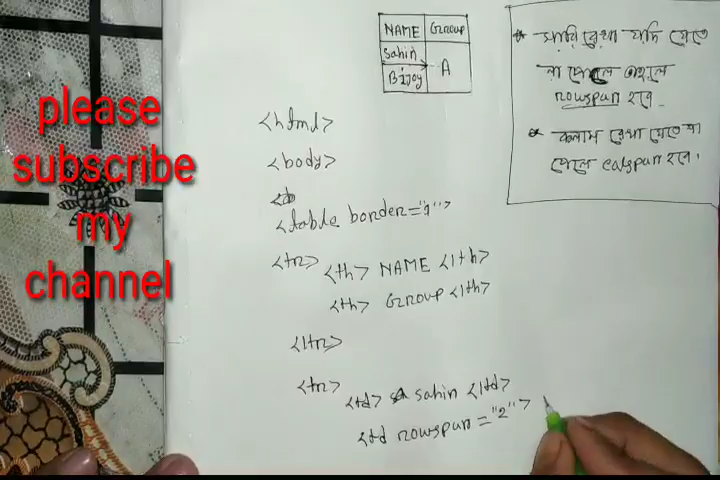 NAME Group
Sahin
Bijoy A
* সারি রেখা যদি যেতে
না পেলে তাহলে
rowspan হবে
* কলাম রেখা যেতে না
পেলে colspan হবে।
<html>
<body>
<table border="1">
<tr> <th> NAME </th>
<th> Group </th>
</tr>
<tr> <td> sahin </td>
<td rowspan="2">
please
subscribe
my
channel